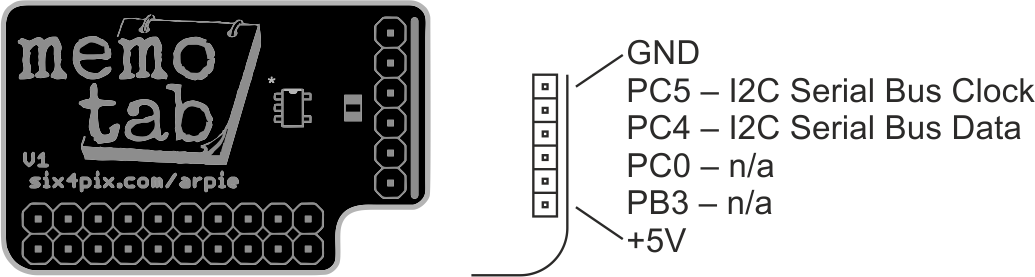 memo
tab
*
V1
six4pix.com/arpie
GND
PC5 – I2C Serial Bus Clock
PC4 – I2C Serial Bus Data
PC0 – n/a
PB3 – n/a
+5V